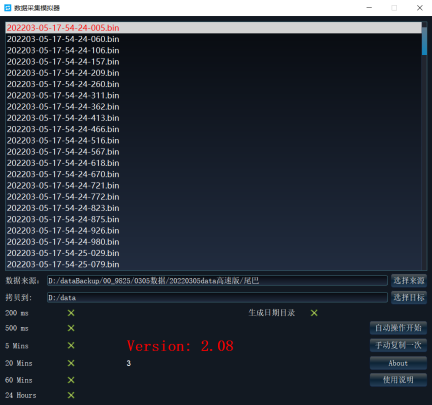 数据采集模拟器
202203-05-17-54-24-005.bin
202203-05-17-54-24-060.bin
202203-05-17-54-24-106.bin
202203-05-17-54-24-157.bin
202203-05-17-54-24-209.bin
202203-05-17-54-24-260.bin
202203-05-17-54-24-311.bin
202203-05-17-54-24-362.bin
202203-05-17-54-24-413.bin
202203-05-17-54-24-466.bin
202203-05-17-54-24-516.bin
202203-05-17-54-24-567.bin
202203-05-17-54-24-618.bin
202203-05-17-54-24-670.bin
202203-05-17-54-24-721.bin
202203-05-17-54-24-772.bin
202203-05-17-54-24-823.bin
202203-05-17-54-24-875.bin
202203-05-17-54-24-926.bin
202203-05-17-54-24-980.bin
202203-05-17-54-25-029.bin
202203-05-17-54-25-079.bin
数据来源: D:/dataBackup/00_9825/0305数据/20220305data高速版/尾巴 选择来源
拷贝到: D:/data 选择目标
200 ms 生成日期目录
500 ms 自动操作开始
5 Mins Version: 2.08 手动复制一次
20 Mins 3 About
60 Mins 使用说明
24 Hours